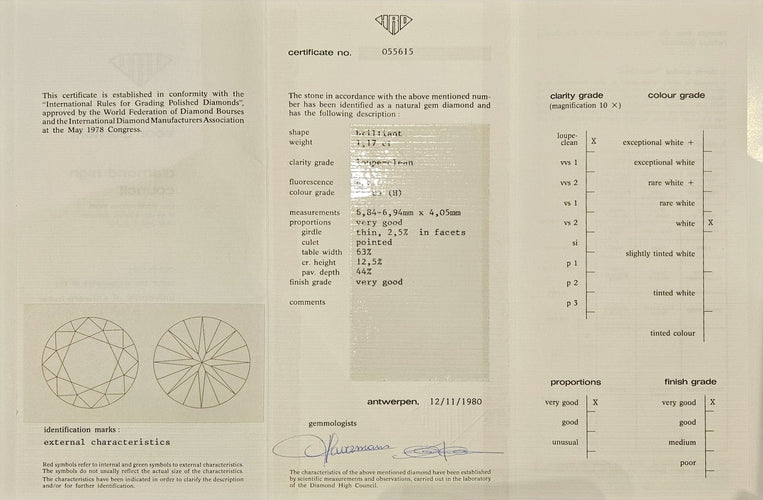 This certificate is established in conformity with the
"International Rules for Grading Polished Diamonds",
approved by the World Federation of Diamond Bourses
and the International Diamond Manufacturers Association
at the May 1978 Congress.
identification marks :
external characteristics
Red symbols refer to internal and green symbols to external characteristics.
The symbols do not usually reflect the actual size of the characteristics.
The characteristics have been indicated in order to clarify the description
and/or for further identification.
HRD
certificate no. 055615
The stone in accordance with the above mentioned num-
ber has been identified as a natural gem diamond and
has the following description :
shape brilliant
weight 1,17 ct
clarity grade loupe-clean
fluorescence
colour grade (H)
measurements 6,84-6,94mm x 4,05mm
proportions very good
girdle thin, 2,5% in facets
culet pointed
table width 63%
cr. height 12,5%
pav. depth 44%
finish grade very good
comments
antwerpen, 12/11/1980
gemmologists
The characteristics of the above mentioned diamond have been established
by scientific measurements and observations, carried out in the laboratory
of the Diamond High Council.
clarity grade
(magnification 10 ×)
loupe-
clean X
vvs 1
vvs 2
vs 1
vs 2
si
p 1
p 2
p 3
colour grade
exceptional white +
exceptional white
rare white +
rare white
white X
slightly tinted white
tinted white
tinted colour
proportions
very good X
good
unusual
finish grade
very good X
good
medium
poor